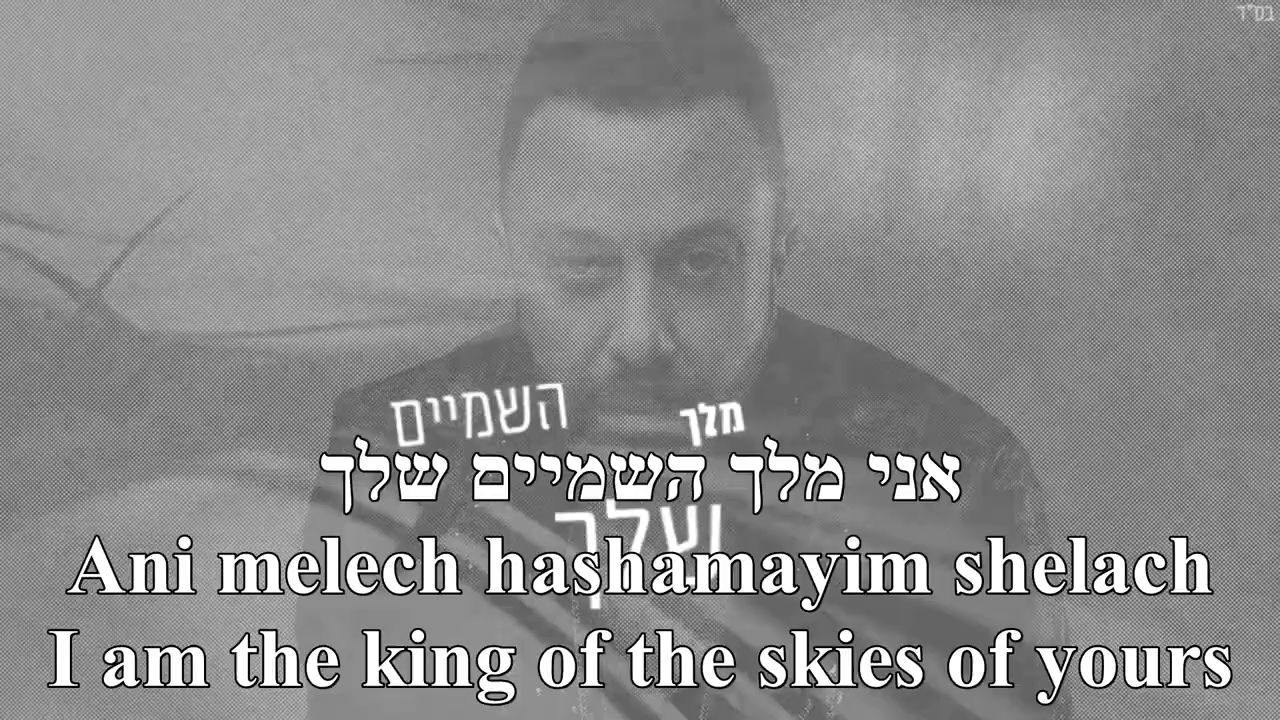 בס"ד
השמיים
מלך
אני מלך השמיים שלך
שלך
Ani melech hashamayim shelach
I am the king of the skies of yours